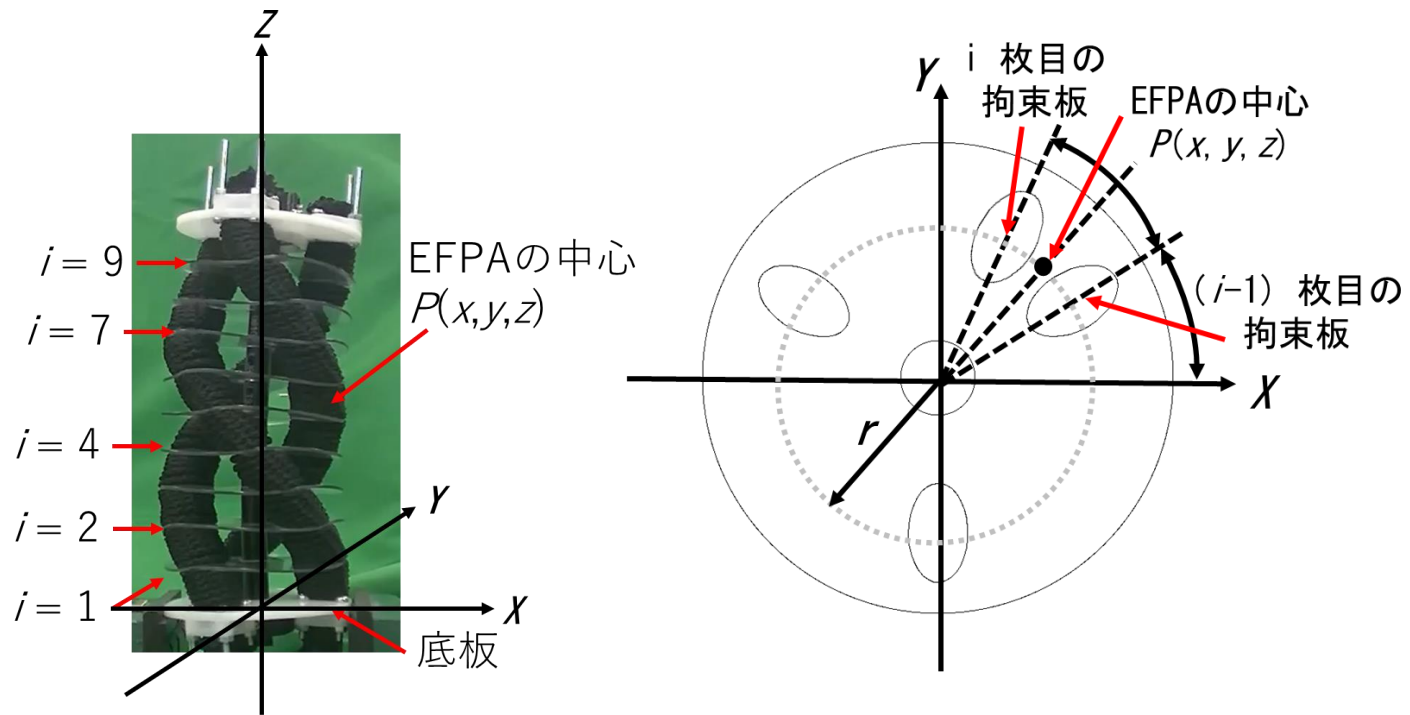 Z
i = 9
EFPAの中心
P(x,y,z)
i = 7
i = 4
Y
i = 2
i = 1
X
底板
Y
i 枚目の
拘束板
EFPAの中心
P(x, y, z)
(i-1) 枚目の
拘束板
X
r